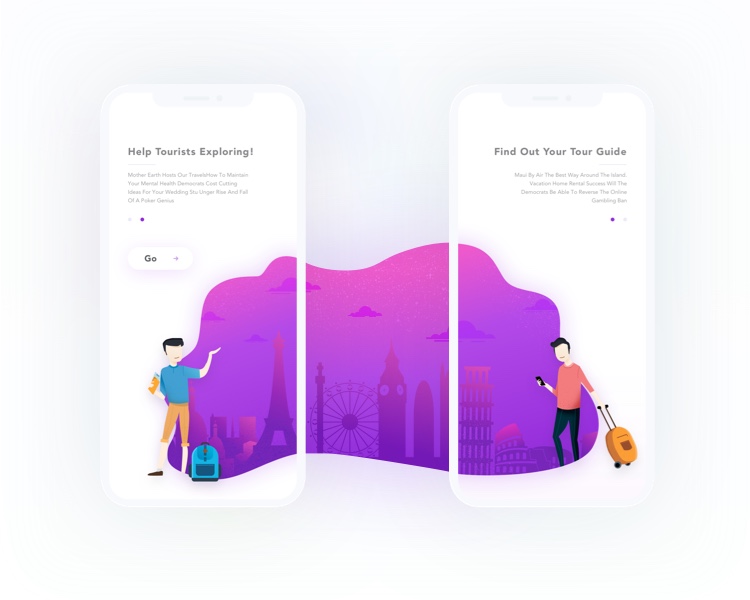 Help Tourists Exploring!
Mother Earth Hosts Our TravelsHow To Maintain
Your Mental Health Democrats Cost Cutting
Ideas For Your Wedding Stu Unger Rise And Fall
Of A Poker Genius
Go
Find Out Your Tour Guide
Maui By Air The Best Way Around The Island.
Vacation Home Rental Success Will The
Democrats Be Able To Reverse The Online
Gambling Ban